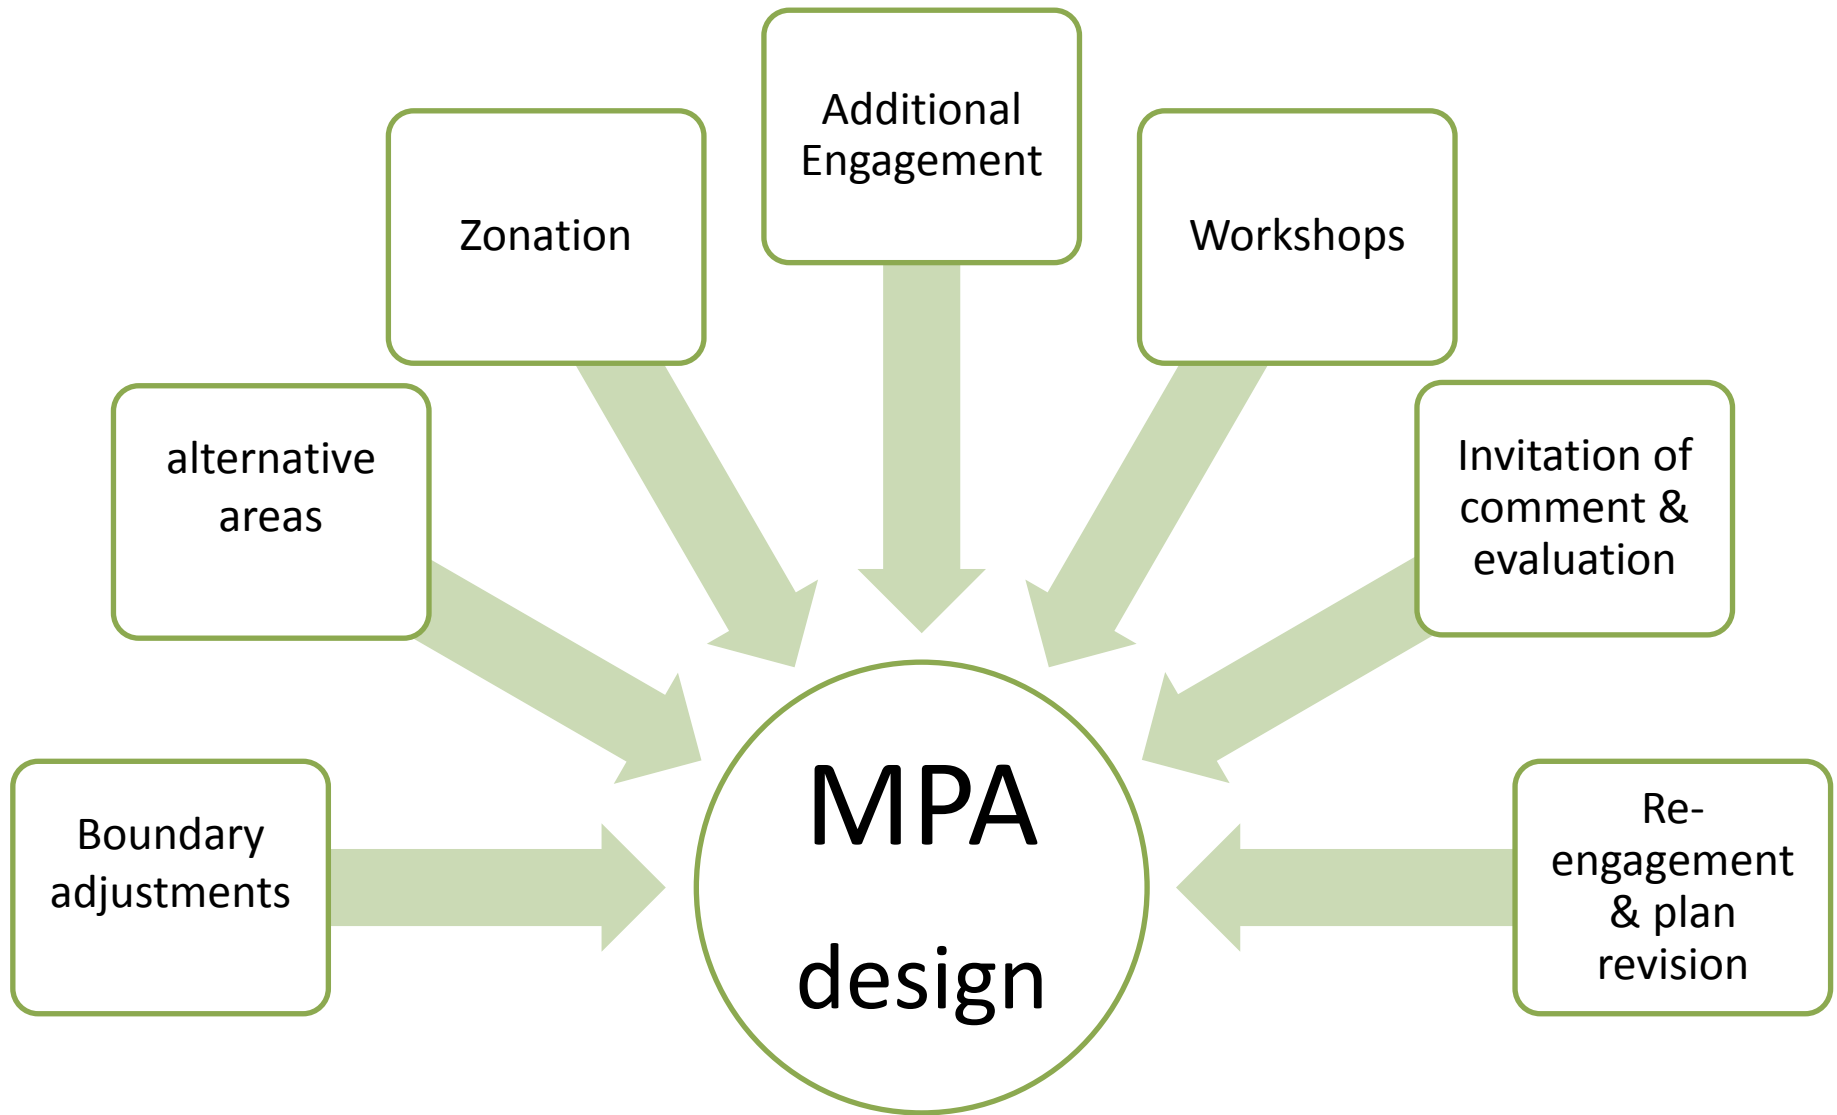 Additional
Engagement
Zonation
Workshops
alternative
areas
Invitation of
comment &
evaluation
Boundary
adjustments
MPA
design
Re-
engagement
& plan
revision